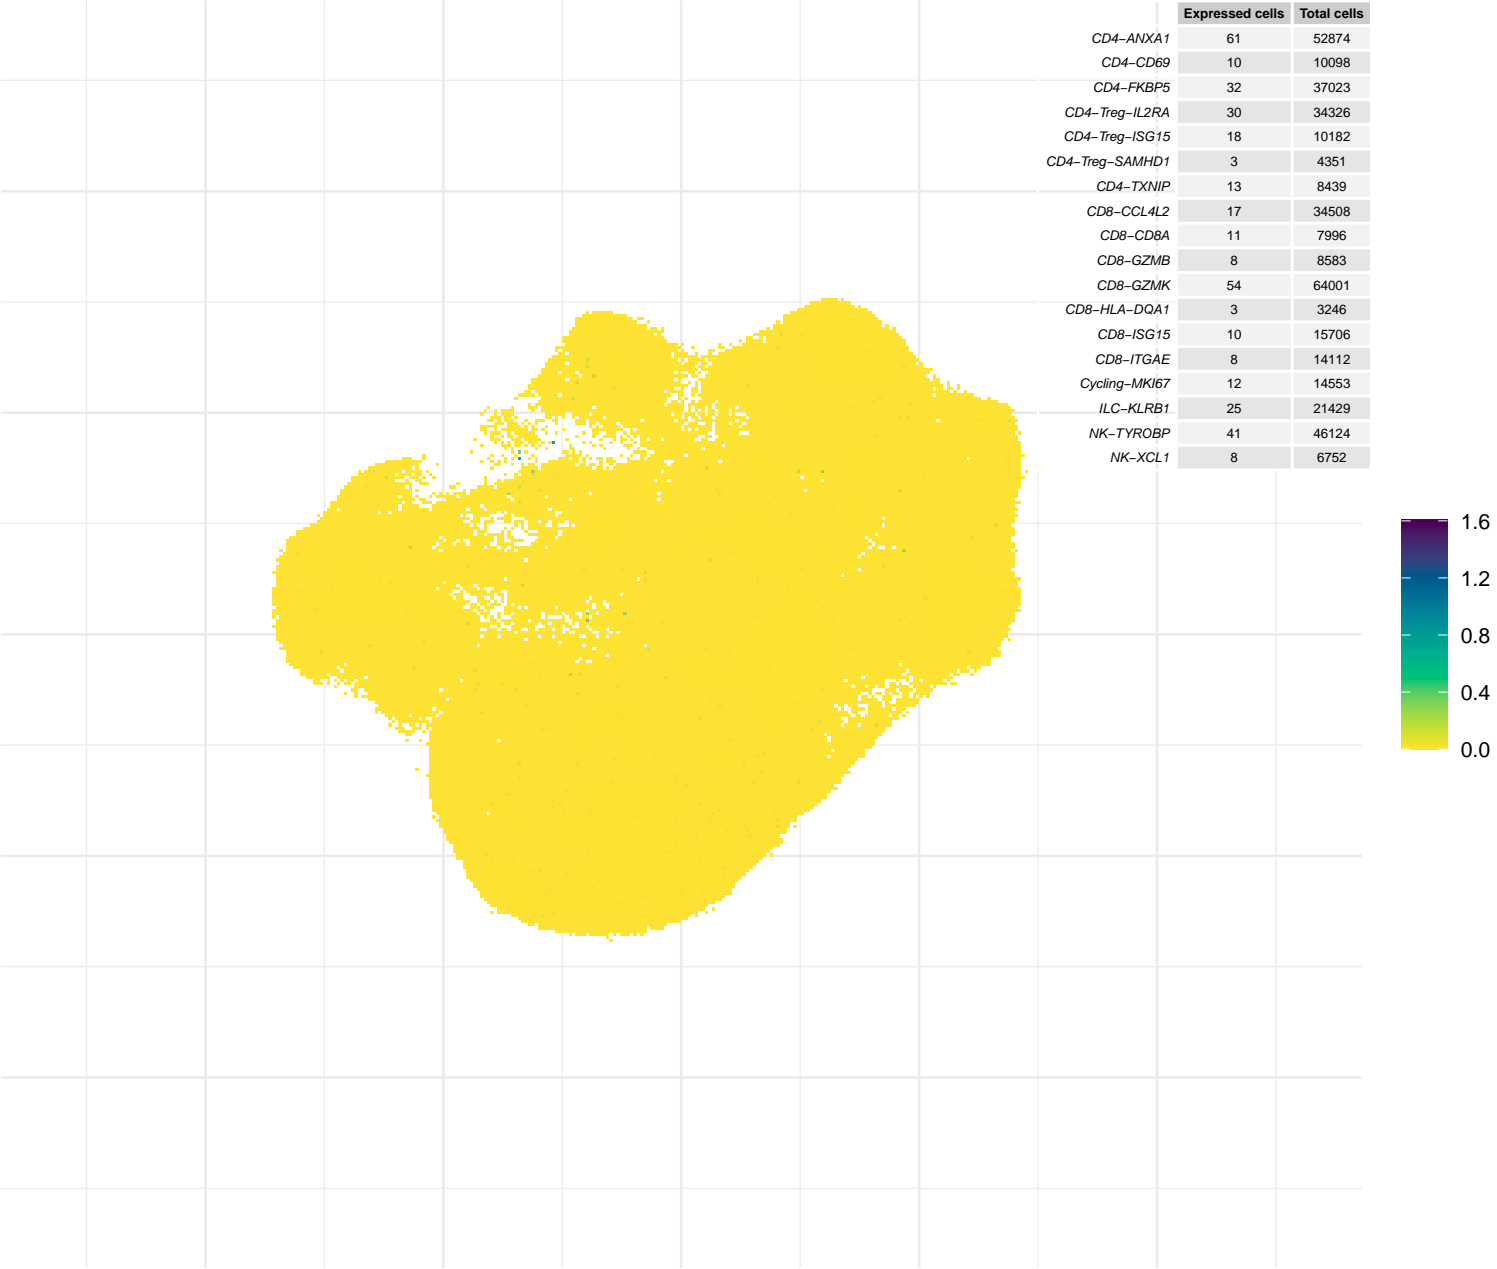 Expressed cells Total cells
CD4−ANXA1 61 52874
CD4−CD69 10 10098
CD4−FKBP5 32 37023
CD4−Treg−IL2RA 30 34326
CD4−Treg−ISG15 18 10182
CD4−Treg−SAMHD1 3 4351
CD4−TXNIP 13 8439
CD8−CCL4L2 17 34508
CD8−CD8A 11 7996
CD8−GZMB 8 8583
CD8−GZMK 54 64001
CD8−HLA−DQA1 3 3246
CD8−ISG15 10 15706
CD8−ITGAE 8 14112
Cycling−MKI67 12 14553
ILC−KLRB1 25 21429
NK−TYROBP 41 46124
NK−XCL1 8 6752
1.6
1.2
0.8
0.4
0.0